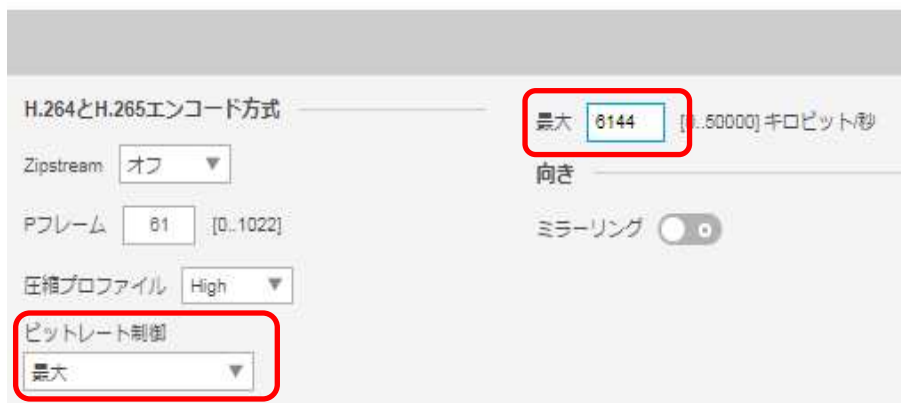 H.264とH.265エンコード方式
Zipstream オフ
Pフレーム 61 [0..1022]
圧縮プロファイル High
ビットレート制御
最大
最大 6144 [0..50000] キロビット/秒
向き
ミラーリング